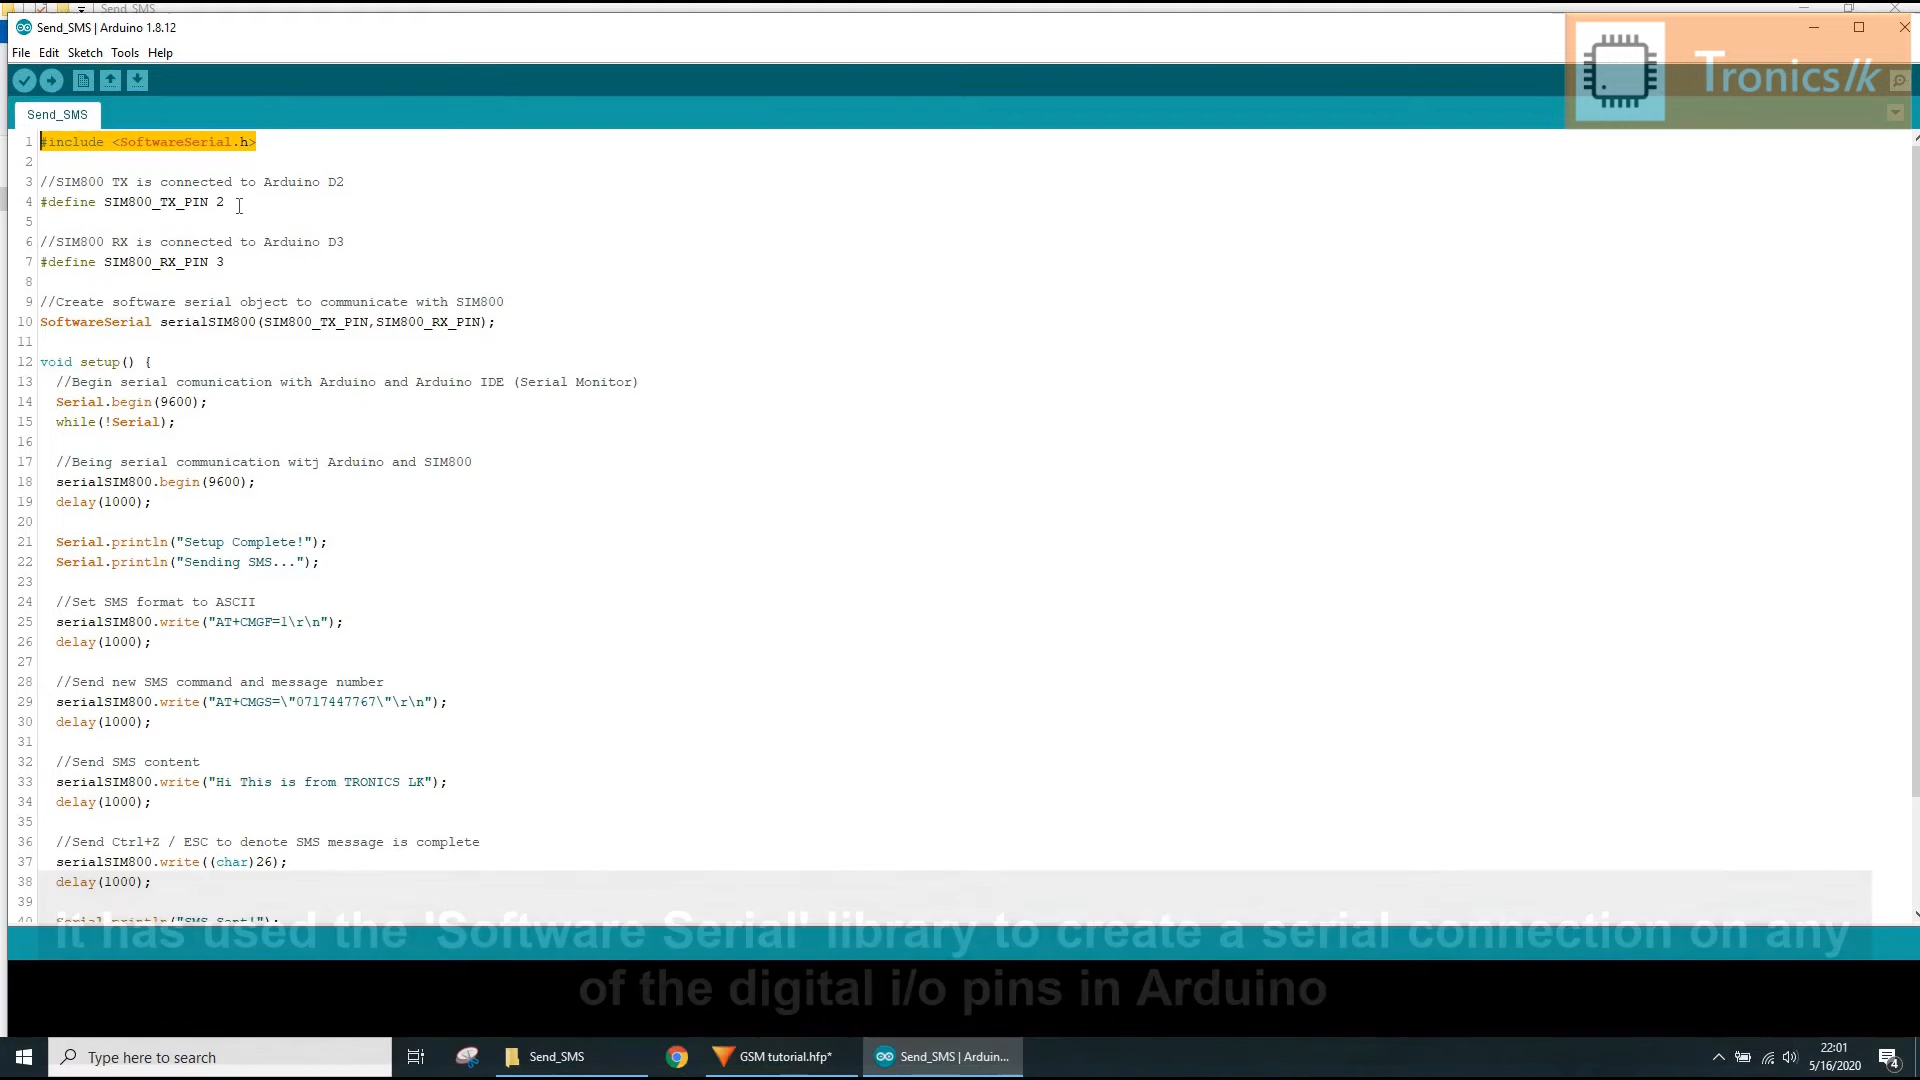 Send_SMS
Send_SMS | Arduino 1.8.12
File Edit Sketch Tools Help
Tronics lk
Send_SMS
1 #include <SoftwareSerial.h>
2
3 //SIM800 TX is connected to Arduino D2
4 #define SIM800_TX_PIN 2
5
6 //SIM800 RX is connected to Arduino D3
7 #define SIM800_RX_PIN 3
8
9 //Create software serial object to communicate with SIM800
10 SoftwareSerial serialSIM800(SIM800_TX_PIN,SIM800_RX_PIN);
11
12 void setup() {
13 //Begin serial comunication with Arduino and Arduino IDE (Serial Monitor)
14 Serial.begin(9600);
15 while(!Serial);
16
17 //Being serial communication witj Arduino and SIM800
18 serialSIM800.begin(9600);
19 delay(1000);
20
21 Serial.println("Setup Complete!");
22 Serial.println("Sending SMS...");
23
24 //Set SMS format to ASCII
25 serialSIM800.write("AT+CMGF=1\r\n");
26 delay(1000);
27
28 //Send new SMS command and message number
29 serialSIM800.write("AT+CMGS=\"0717447767\"\r\n");
30 delay(1000);
31
32 //Send SMS content
33 serialSIM800.write("Hi This is from TRONICS LK");
34 delay(1000);
35
36 //Send Ctrl+Z / ESC to denote SMS message is complete
37 serialSIM800.write((char)26);
38 delay(1000);
39
40 Serial.println("SMS Sent!");
it has used the 'Software Serial' library to create a serial connection on any
of the digital i/o pins in Arduino
Type here to search
Send_SMS
GSM tutorial.hfp*
Send_SMS | Arduin...
22:01
5/16/2020
4